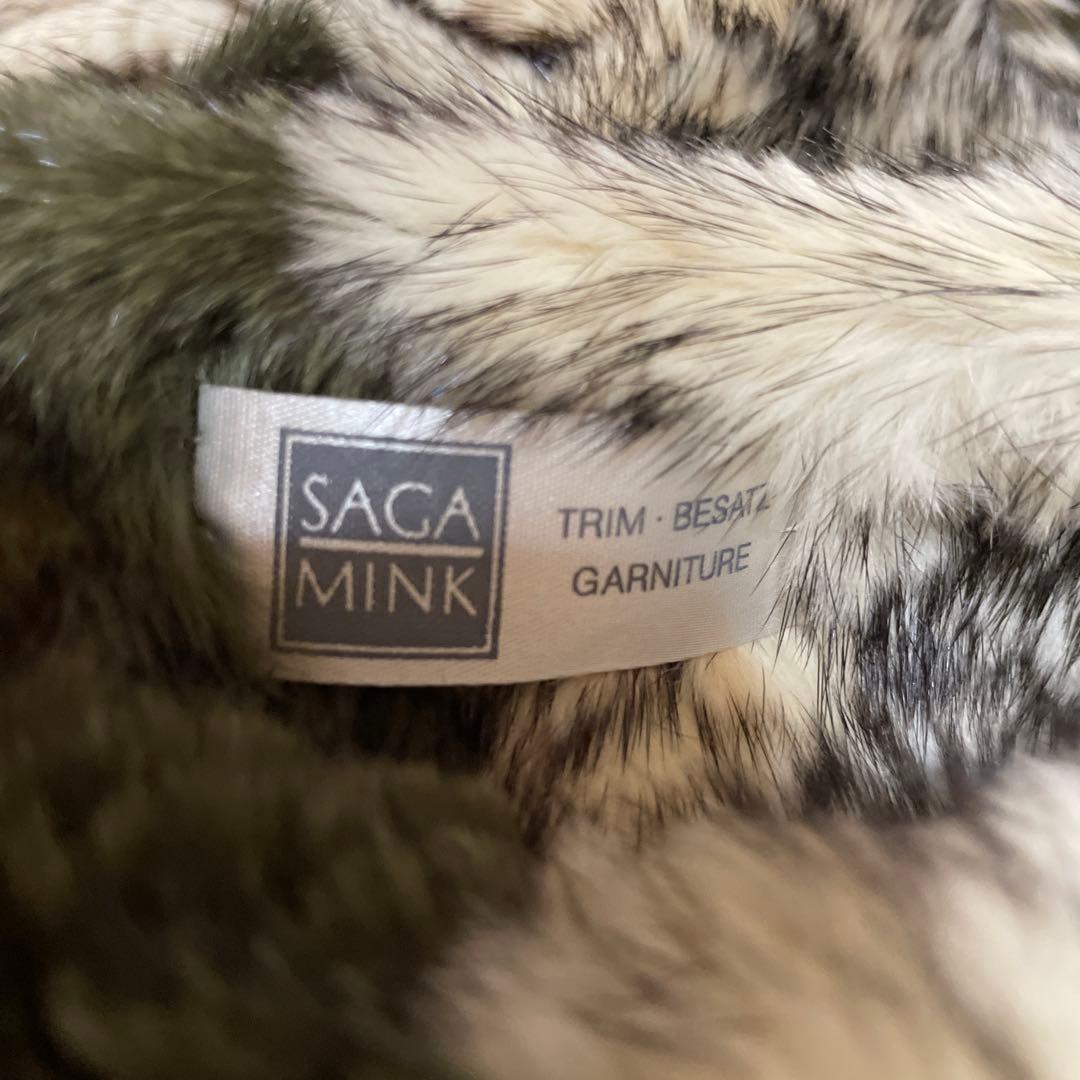 SAGA
MINK
TRIM · BESATZ
GARNITURE